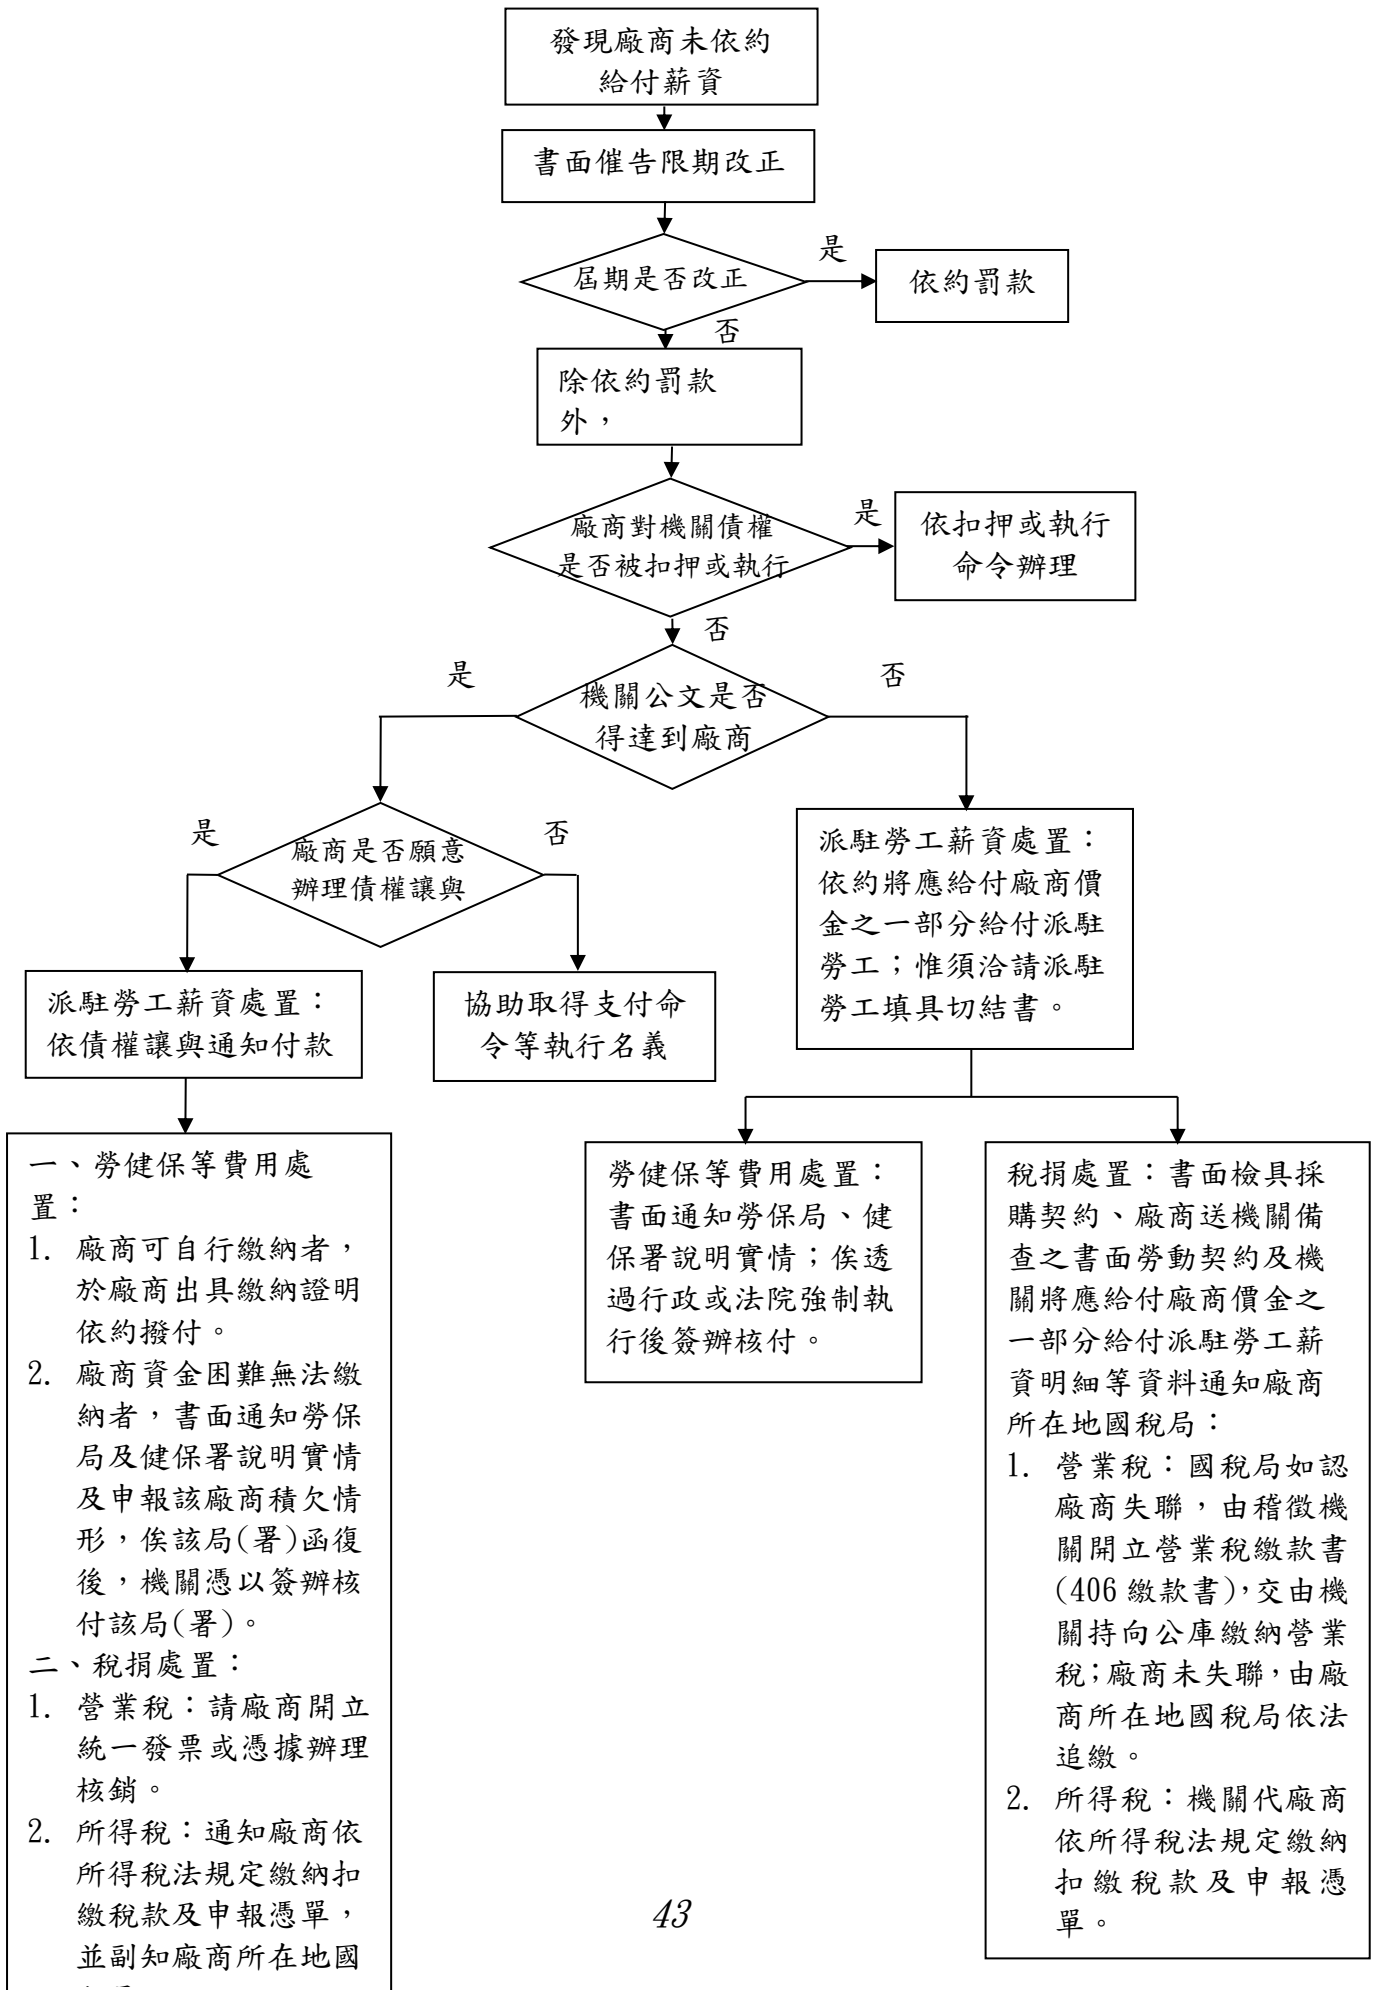 發現廠商未依約
給付薪資
書面催告限期改正
屆期是否改正
是
依約罰款
否
除依約罰款
外，
廠商對機關債權
是否被扣押或執行
是
依扣押或執行
命令辦理
否
機關公文是否
得達到廠商
是
否
廠商是否願意
辦理債權讓與
是
否
派駐勞工薪資處置：
依債權讓與通知付款
協助取得支付命
令等執行名義
派駐勞工薪資處置：
依約將應給付廠商價
金之一部分給付派駐
勞工；惟須洽請派駐
勞工填具切結書。
一、勞健保等費用處
置：
1. 廠商可自行繳納者，
於廠商出具繳納證明
依約撥付。
2. 廠商資金困難無法繳
納者，書面通知勞保
局及健保署說明實情
及申報該廠商積欠情
形，俟該局(署)函復
後，機關憑以簽辦核
付該局(署)。
二、稅捐處置：
1. 營業稅：請廠商開立
統一發票或憑據辦理
核銷。
2. 所得稅：通知廠商依
所得稅法規定繳納扣
繳稅款及申報憑單，
並副知廠商所在地國
勞健保等費用處置：
書面通知勞保局、健
保署說明實情；俟透
過行政或法院強制執
行後簽辦核付。
稅捐處置：書面檢具採
購契約、廠商送機關備
查之書面勞動契約及機
關將應給付廠商價金之
一部分給付派駐勞工薪
資明細等資料通知廠商
所在地國稅局：
1. 營業稅：國稅局如認
廠商失聯，由稽徵機
關開立營業稅繳款書
(406 繳款書)，交由機
關持向公庫繳納營業
稅；廠商未失聯，由廠
商所在地國稅局依法
追繳。
2. 所得稅：機關代廠商
依所得稅法規定繳納
扣繳稅款及申報憑
單。
43